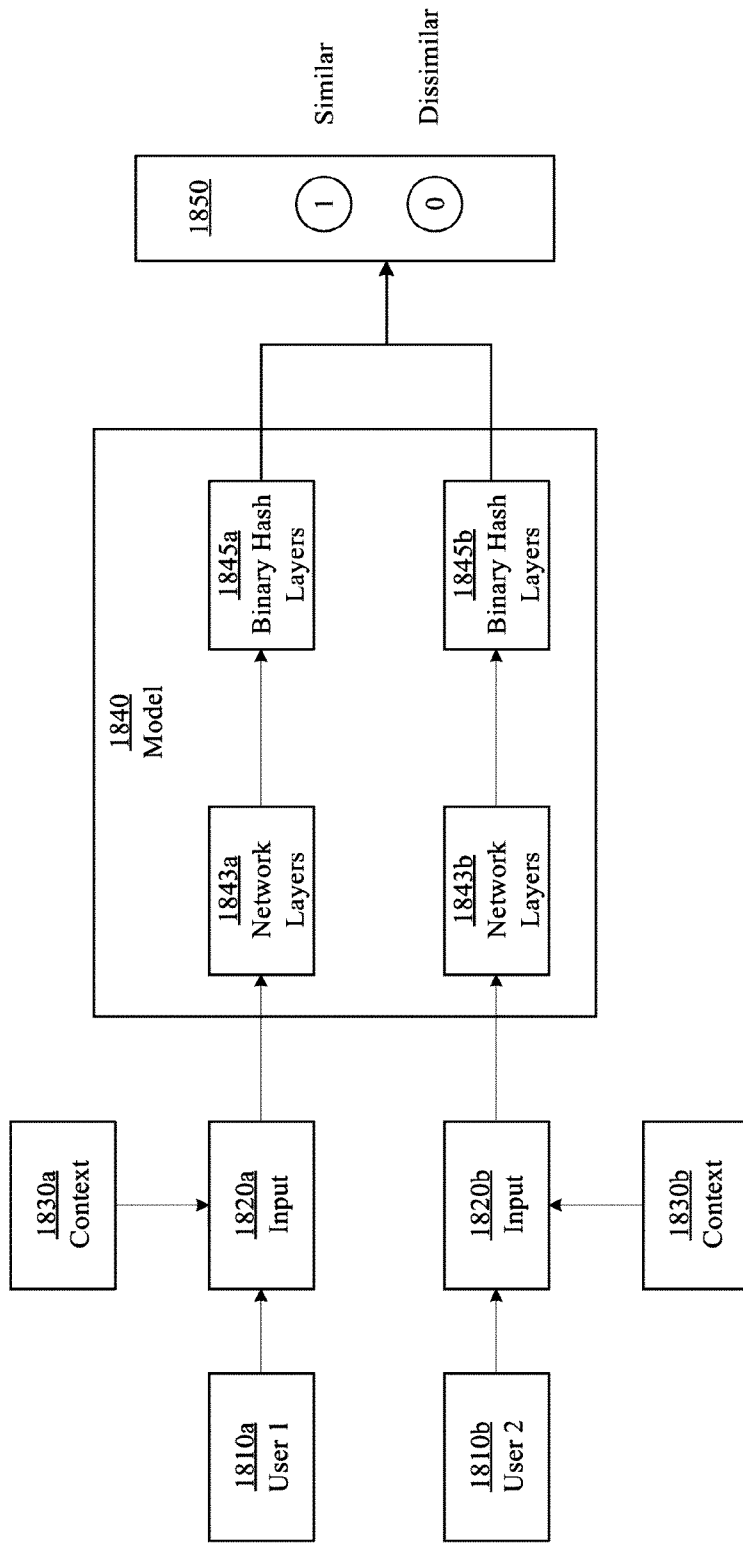 1810a
User 1
1820a
Input
1830a
Context
1840
Model
1843a
Network
Layers
1845a
Binary Hash
Layers
1810b
User 2
1820b
Input
1830b
Context
1843b
Network
Layers
1845b
Binary Hash
Layers
1850
1
Similar
0
Dissimilar